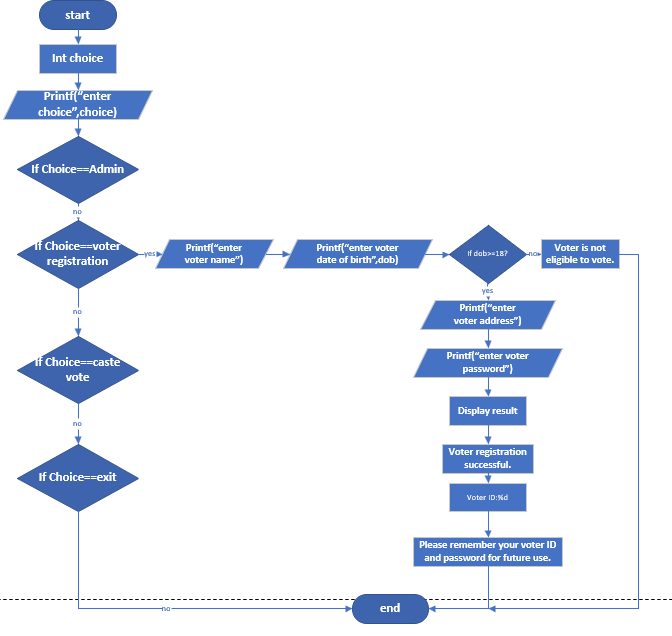 start
Int choice
Printf("enter
choice",choice)
If Choice==Admin
no
If Choice==voter
registration
yes
Printf("enter
voter name")
Printf("enter voter
date of birth",dob)
If dob>=18?
no
Voter is not
eligible to vote.
yes
Printf("enter
voter address")
Printf("enter voter
password")
Display result
Voter registration
successful.
Voter ID:%d
Please remember your voter ID
and password for future use.
no
If Choice==caste
vote
no
If Choice==exit
no
end